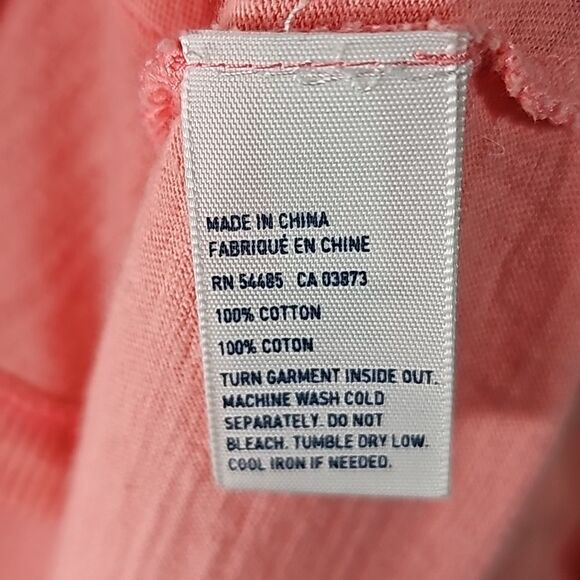 MADE IN CHINA
FABRIQUÉ EN CHINE
RN 54485 CA 03873
100% COTTON
100% COTON
TURN GARMENT INSIDE OUT.
MACHINE WASH COLD
SEPARATELY. DO NOT
BLEACH. TUMBLE DRY LOW.
COOL IRON IF NEEDED.